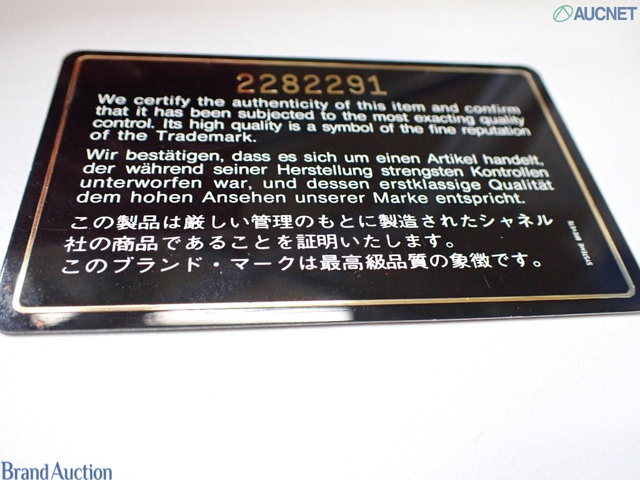 AUCNET
2282291
We certify the authenticity of this item and confirm
that it has been subjected to the most exacting quality
control. Its high quality is a symbol of the fine reputation
of the Trademark.
Wir bestätigen, dass es sich um einen Artikel handelt,
der während seiner Herstellung strengsten Kontrollen
unterworfen war, und dessen erstklassige Qualität
dem hohen Ansehen unserer Marke entspricht.
この製品は厳しい管理のもとに製造されたシャネル
社の商品であることを証明いたします。
このブランド・マークは最高級品質の象徴です。
Brand Auction